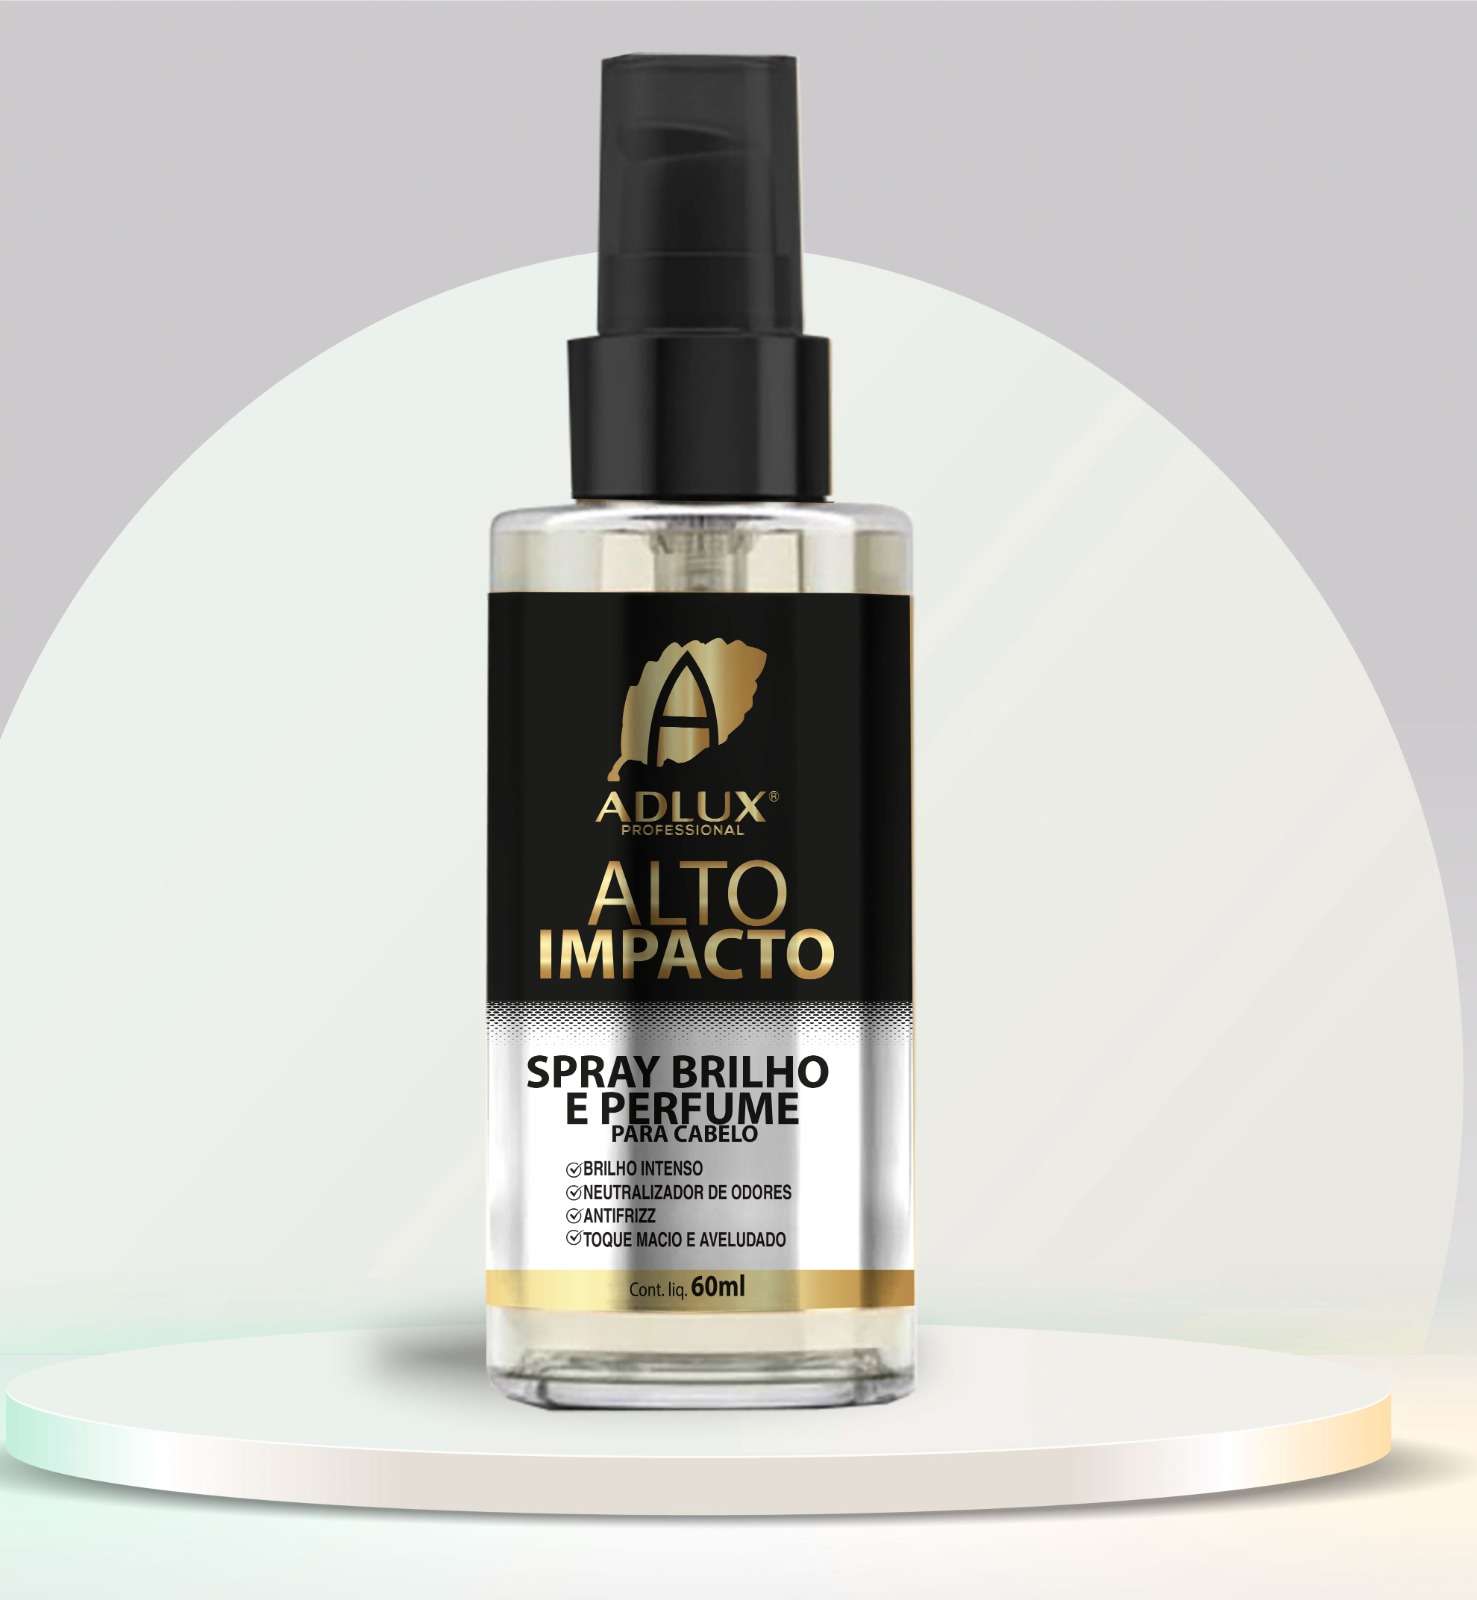 A
ADLUX®
PROFESSIONAL
ALTO
IMPACTO
SPRAY BRILHO
E PERFUME
PARA CABELO
BRILHO INTENSO
NEUTRALIZADOR DE ODORES
ANTIFRIZZ
TOQUE MACIO E AVELUDADO
Cont. liq. 60ml